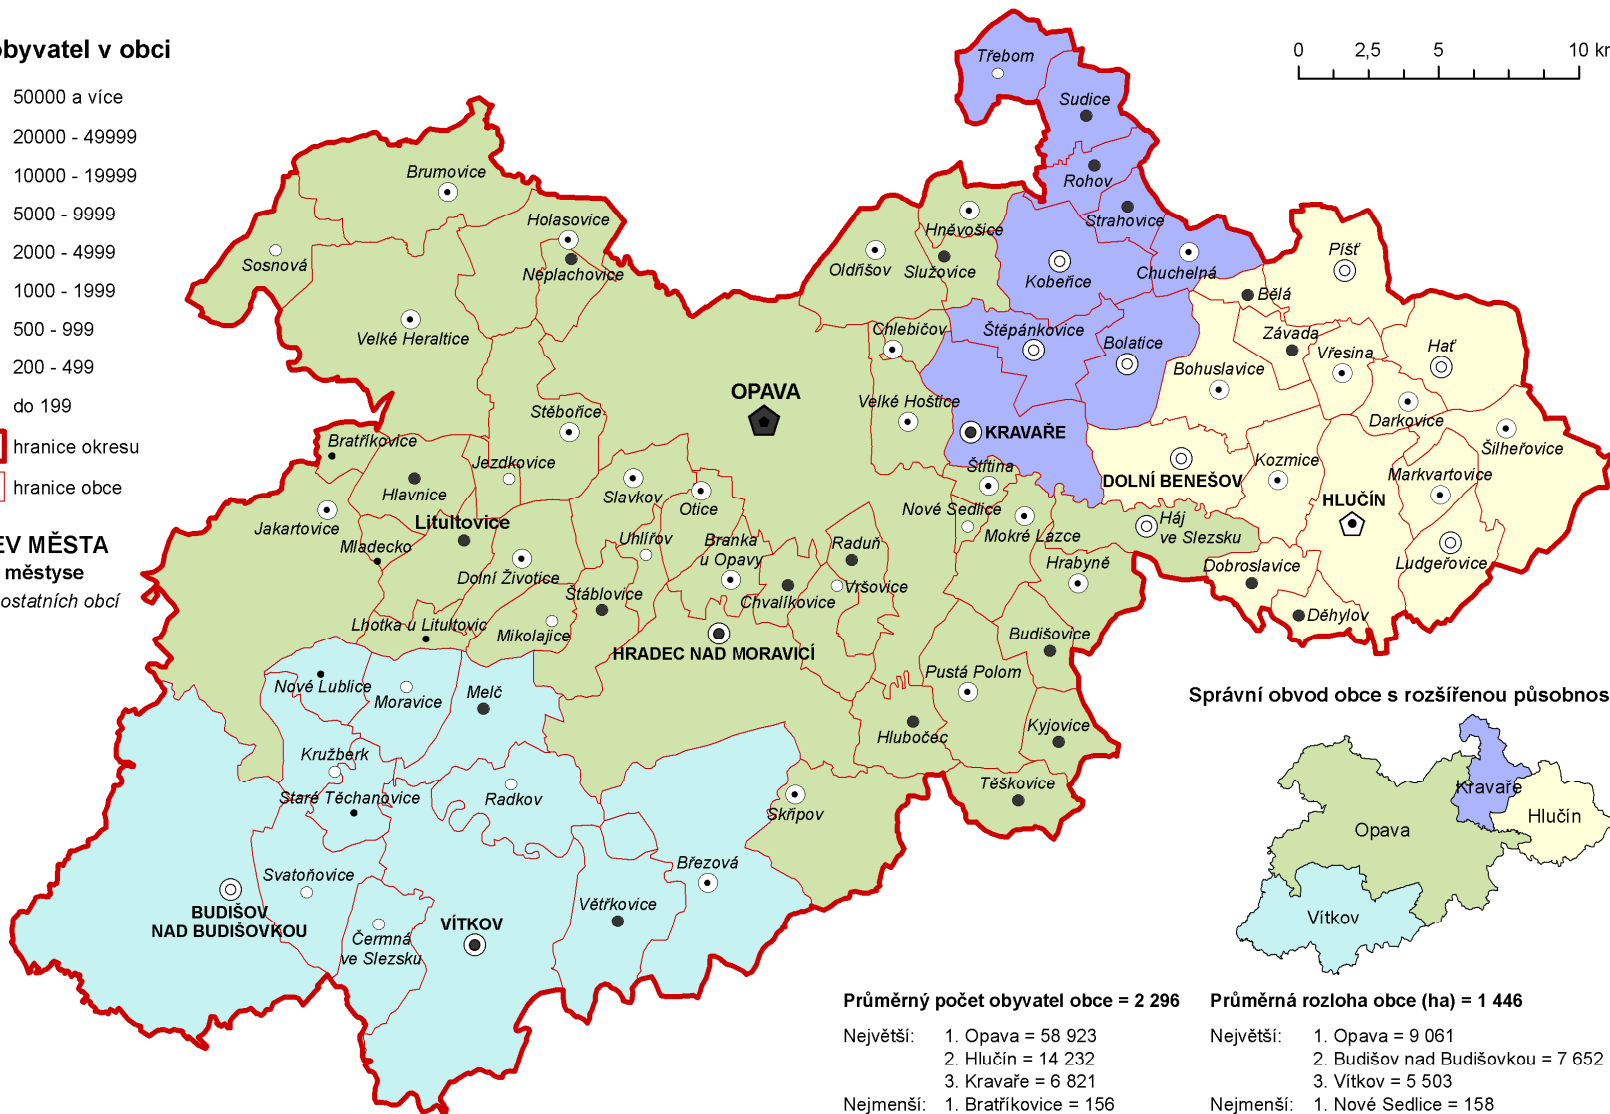 obyvatel v obci
50000 a více
20000 - 49999
10000 - 19999
5000 - 9999
2000 - 4999
1000 - 1999
500 - 999
200 - 499
do 199
hranice okresu
hranice obce
MĚSTA
městyse
ostatních obcí
0 2,5 5 10
Třebom
Sudice
Rohov
Strahovice
Chuchelná
Kobeřice
Hněvošice
Oldřišov
Služovice
Brumovice
Holasovice
Neplachovice
Sosnová
Velké Heraltice
Píšť
Bělá
Závada
Vřesina
Hať
Bohuslavice
Darkovice
Šilheřovice
Chlebičov
Štěpánkovice
Bolatice
OPAVA
Velké Hoštice
KRAVAŘE
Stěbořice
Bratříkovice
Jezdkovice
Hlavnice
Slavkov
Otice
Štítina
Nové Sedlice
Mokré Lazce
DOLNÍ BENEŠOV
Kozmice
Markvartovice
HLUČÍN
Jakartovice
Litultovice
Mladecko
Dolní Životice
Uhlířov
Branka
u Opavy
Raduň
Vršovice
Chvalíkovice
Háj
ve Slezsku
Hrabyně
Dobroslavice
Ludgeřovice
Děhylov
Štáblovice
Lhotka u Litultovic
Mikolajice
HRADEC NAD MORAVICÍ
Budišovice
Pustá Polom
Nové Lublice
Moravice
Melč
Hlubočec
Kyjovice
Kružberk
Staré Těchanovice
Radkov
Skřipov
Těškovice
Svatoňovice
Březová
Větřkovice
BUDIŠOV
NAD BUDIŠOVKOU
Čermná
ve Slezsku
VÍTKOV
Správní obvod obce s rozšířenou
Kravaře
Opava
Hlučín
Vítkov
Průměrný počet obyvatel obce = 2 296
Největší: 1. Opava = 58 923
2. Hlučín = 14 232
3. Kravaře = 6 821
Nejmenší: 1. Bratříkovice = 156
Průměrná rozloha obce (ha) = 1 446
Největší: 1. Opava = 9 061
2. Budišov nad Budišovkou = 7 652
3. Vítkov = 5 503
Nejmenší: 1. Nové Sedlice = 158